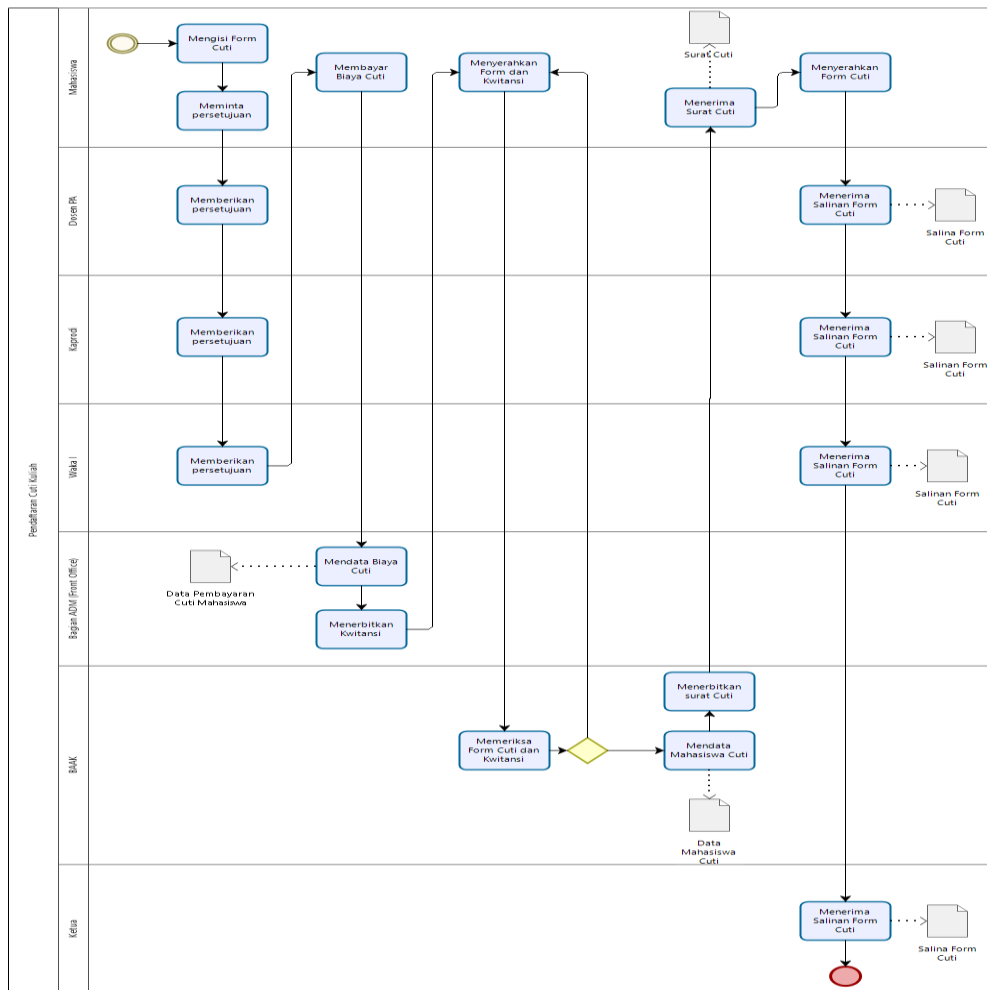 Pendaftaran Cuti Kuliah
Mahasiswa
Mengisi Form
Cuti
Meminta
persetujuan
Membayar
Biaya Cuti
Menyerahkan
Form dan
Kwitansi
Surat Cuti
Menerima
Surat Cuti
Menyerahkan
Form Cuti
Dosen PA
Memberikan
persetujuan
Menerima
Salinan Form
Cuti
Salina Form
Cuti
Kaprodi
Memberikan
persetujuan
Menerima
Salinan Form
Cuti
Salinan Form
Cuti
Waka I
Memberikan
persetujuan
Menerima
Salinan Form
Cuti
Salinan Form
Cuti
Bagian ADM (Front Office)
Data Pembayaran
Cuti Mahasiswa
Mendata Biaya
Cuti
Menerbitkan
Kwitansi
BAAK
Memeriksa
Form Cuti dan
Kwitansi
Menerbitkan
surat Cuti
Mendata
Mahasiswa Cuti
Data
Mahasiswa
Cuti
Ketua
Menerima
Salinan Form
Cuti
Salina Form
Cuti